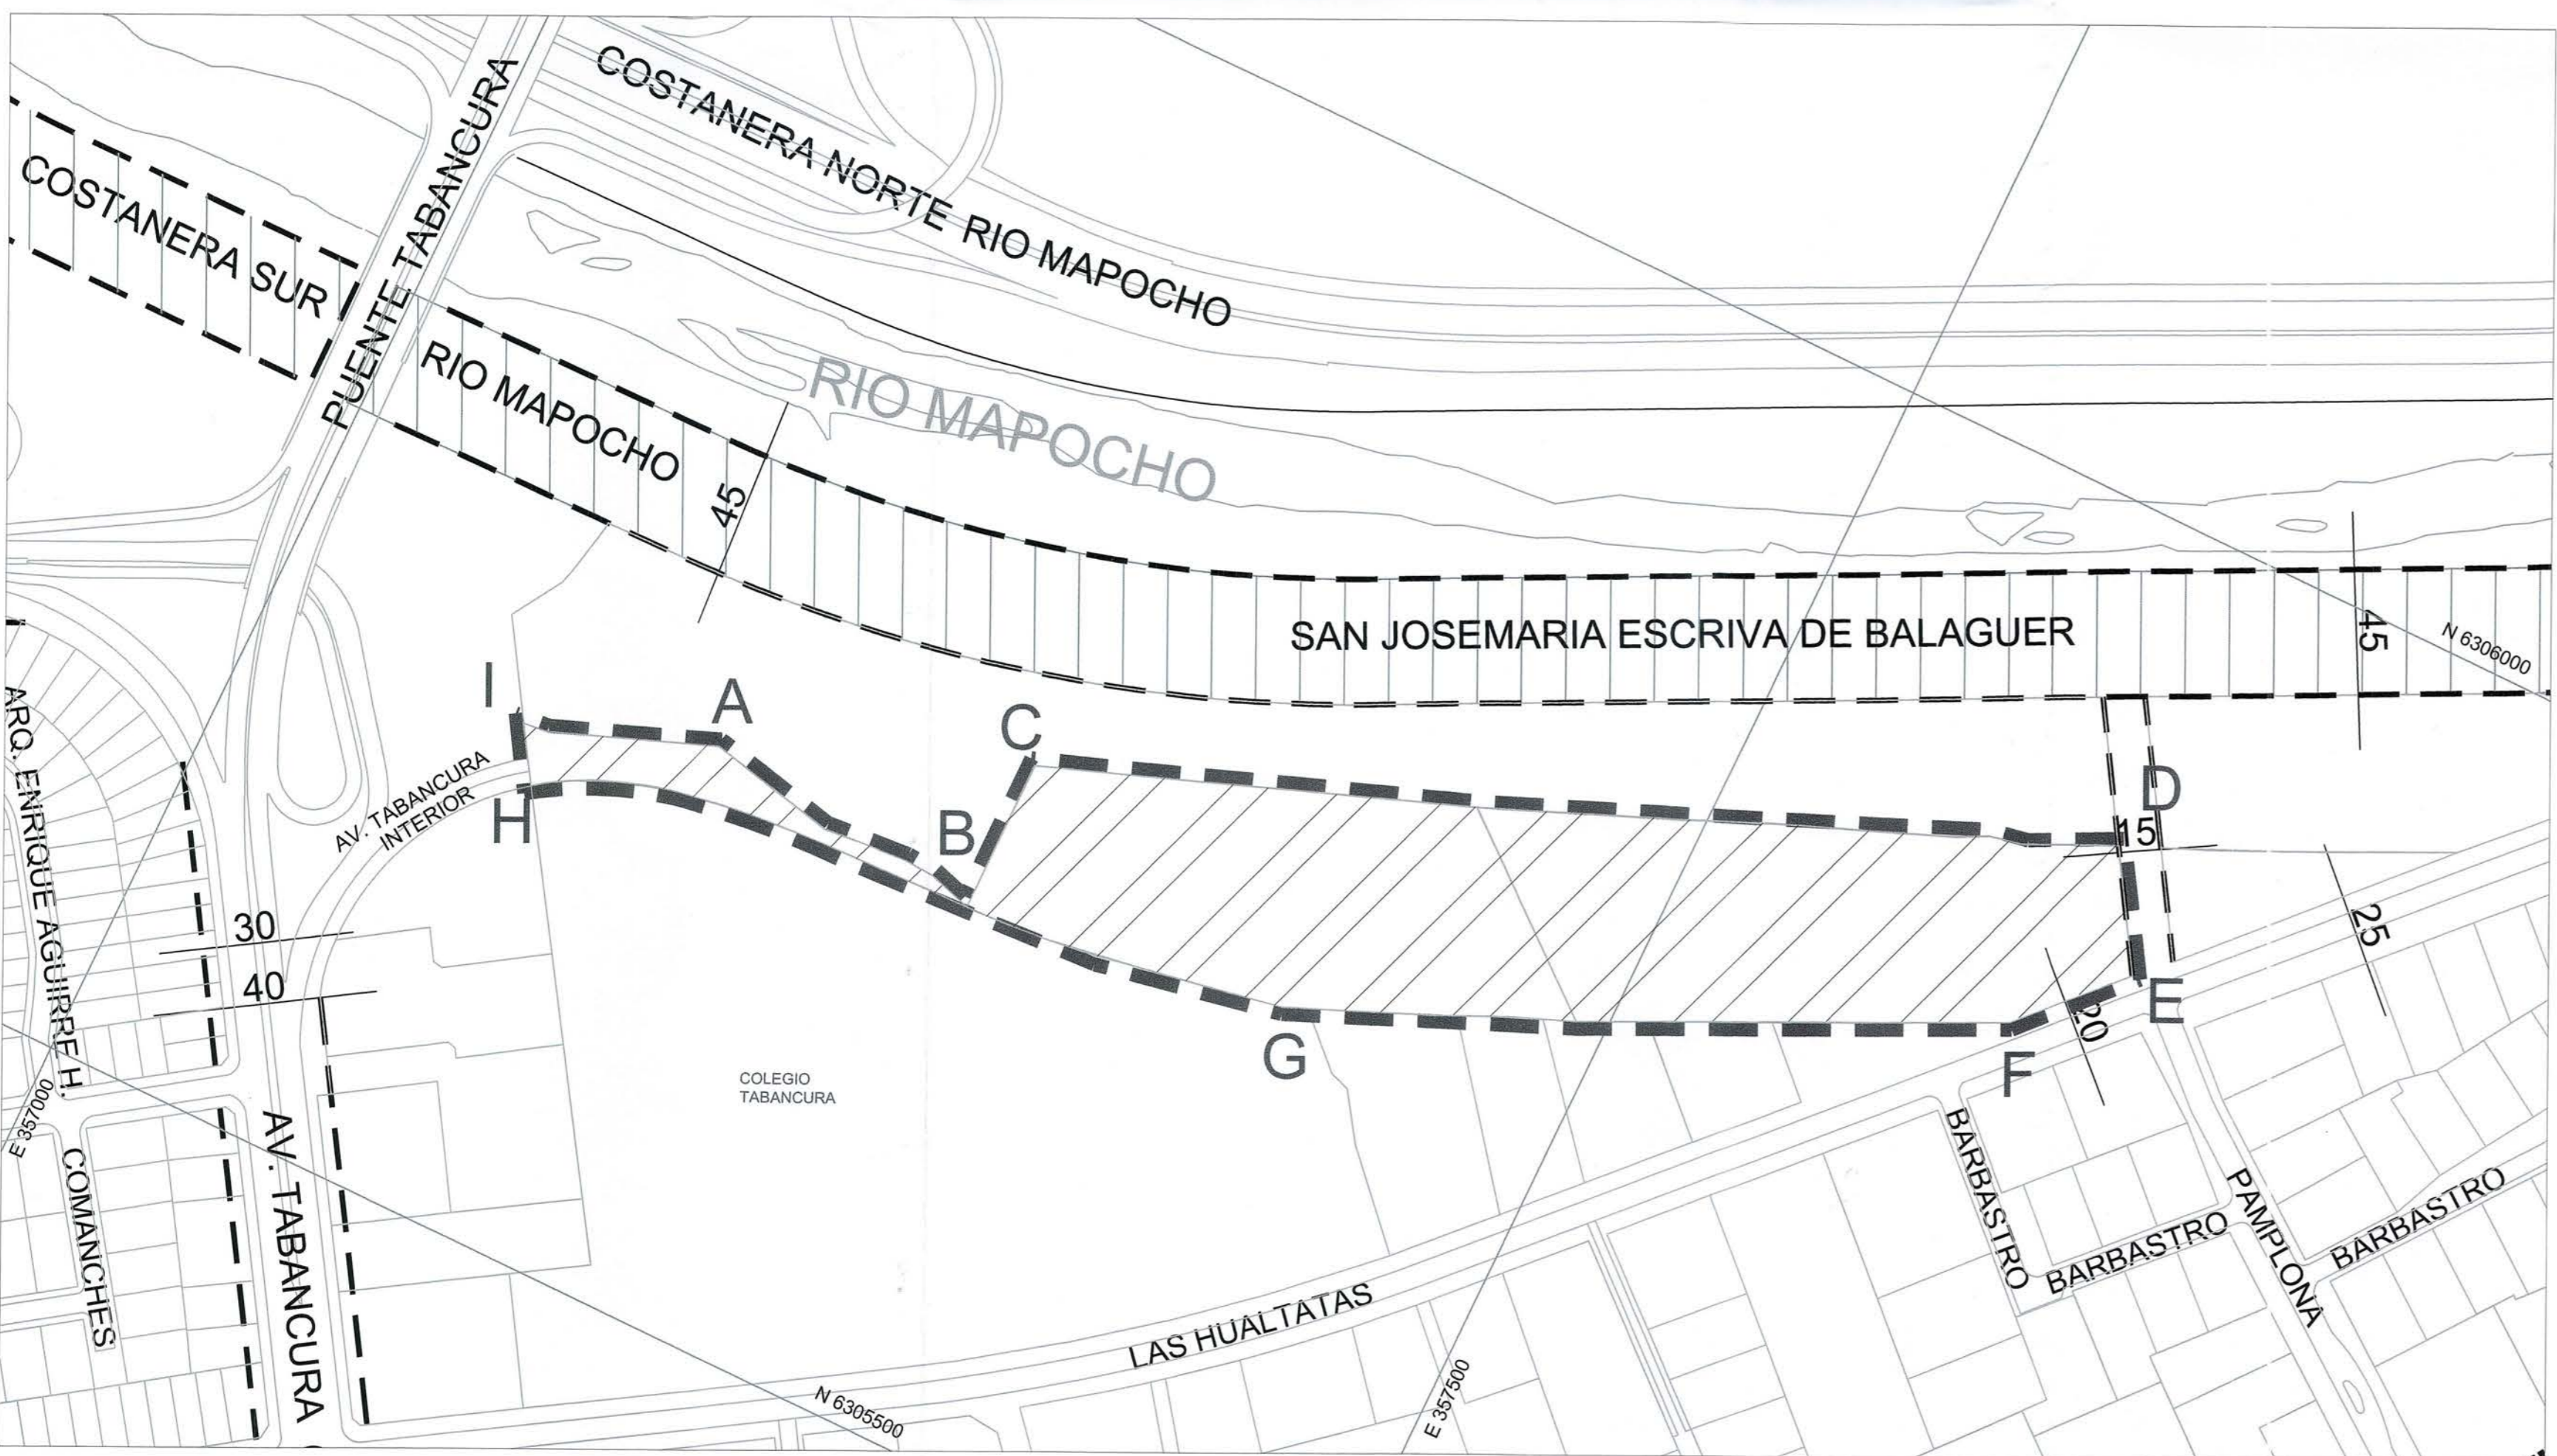 COSTANERA NORTE RIO MAPOCHO
PUENTE TABANCURA
COSTANERA SUR
RIO MAPOCHO
RIO MAPOCHO
45
SAN JOSEMARIA ESCRIVA DE BALAGUER
45
N 6306000
I
A
C
D
15
B
H
AV. TABANCURA
INTERIOR
ARQ. ENRIQUE AGUIRRE H.
30
40
25
E
20
G
F
COLEGIO
TABANCURA
E 357000
COMANCHES
AV. TABANCURA
BARBASTRO
BARBASTRO
PAMPLONA
BARBASTRO
LAS HUALTATAS
N 6305500
E 357500